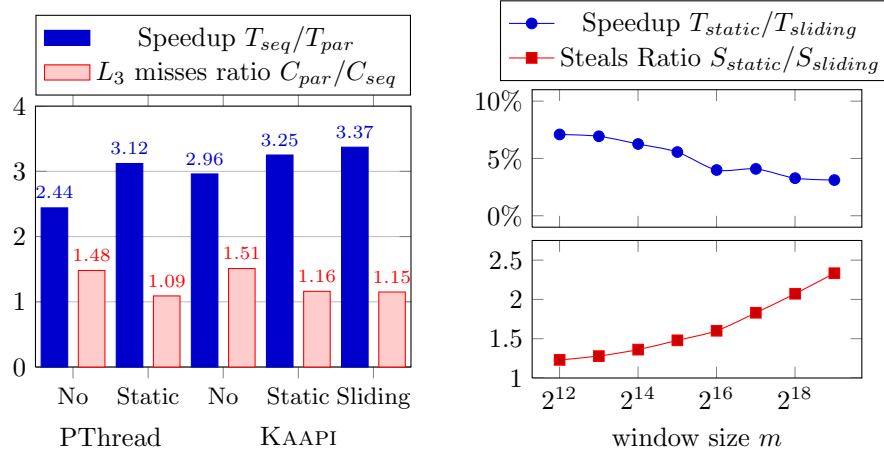 Speedup T_seq/T_par
L_3 misses ratio C_par/C_seq
4
3
2
1
0
2.44
3.12
2.96
3.25
3.37
1.48
1.09
1.51
1.16
1.15
No Static No Static Sliding
PThread KAAPI
Speedup T_static/T_sliding
Steals Ratio S_static/S_sliding
10%
5%
0%
2.5
2
1.5
1
2^12 2^14 2^16 2^18
window size m